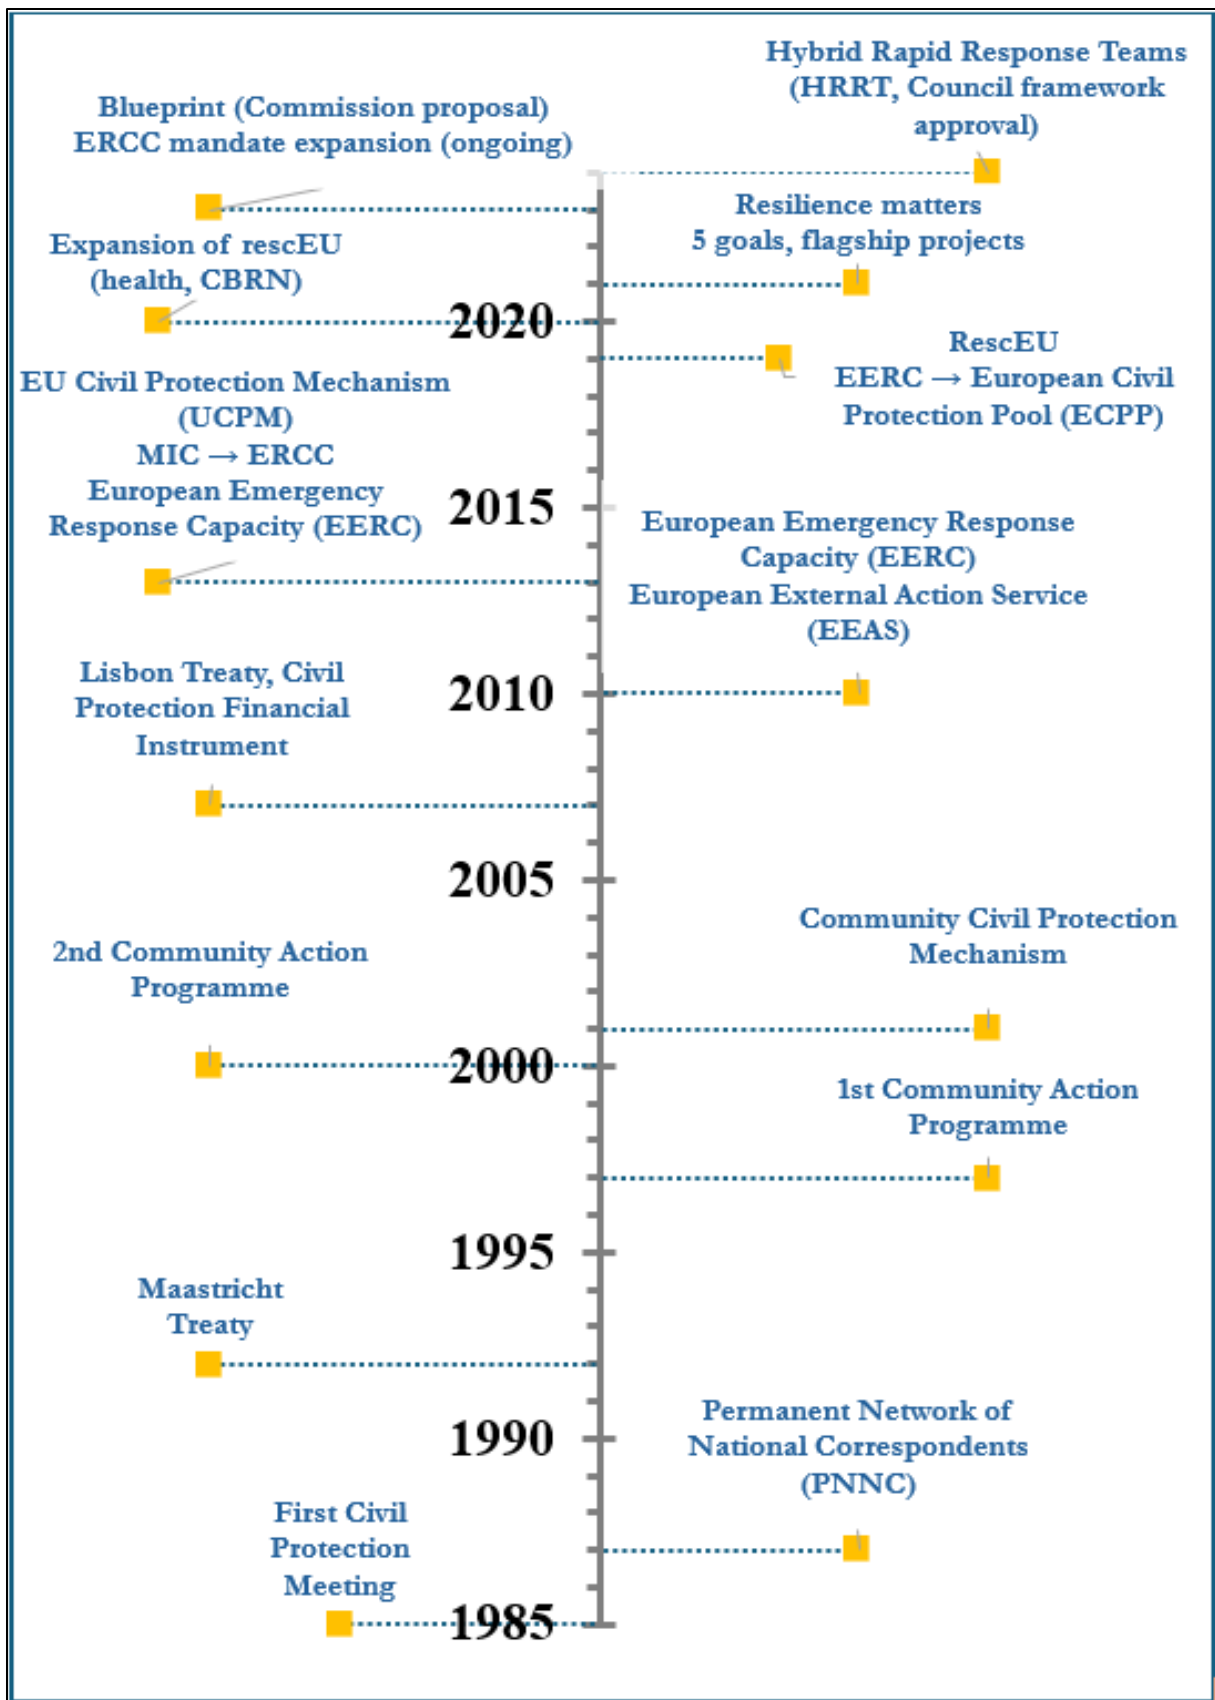 Hybrid Rapid Response Teams
(HRRT, Council framework
approval)
Blueprint (Commission proposal)
ERCC mandate expansion (ongoing)
Resilience matters
5 goals, flagship projects
Expansion of rescEU
(health, CBRN)
2020
RescEU
EERC → European Civil
Protection Pool (ECPP)
EU Civil Protection Mechanism
(UCPM)
MIC → ERCC
European Emergency
Response Capacity (EERC)
2015
European Emergency Response
Capacity (EERC)
European External Action Service
(EEAS)
Lisbon Treaty, Civil
Protection Financial
Instrument
2010
2005
Community Civil Protection
Mechanism
2nd Community Action
Programme
2000
1st Community Action
Programme
1995
Maastricht
Treaty
Permanent Network of
National Correspondents
(PNNC)
1990
First Civil
Protection
Meeting
1985